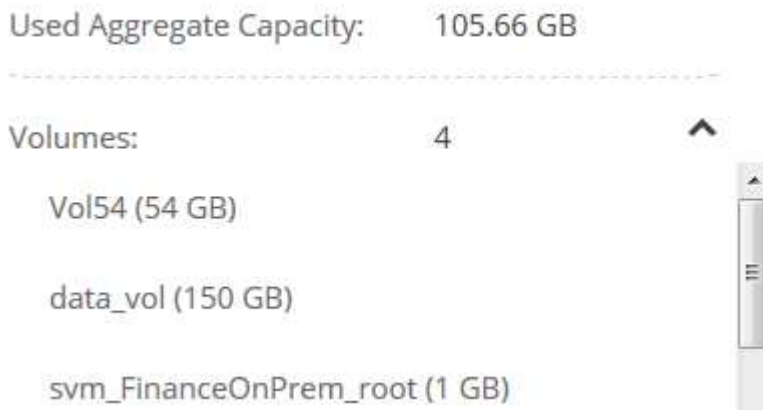 Used Aggregate Capacity: 105.66 GB
Volumes: 4
Vol54 (54 GB)
data_vol (150 GB)
svm_FinanceOnPrem_root (1 GB)